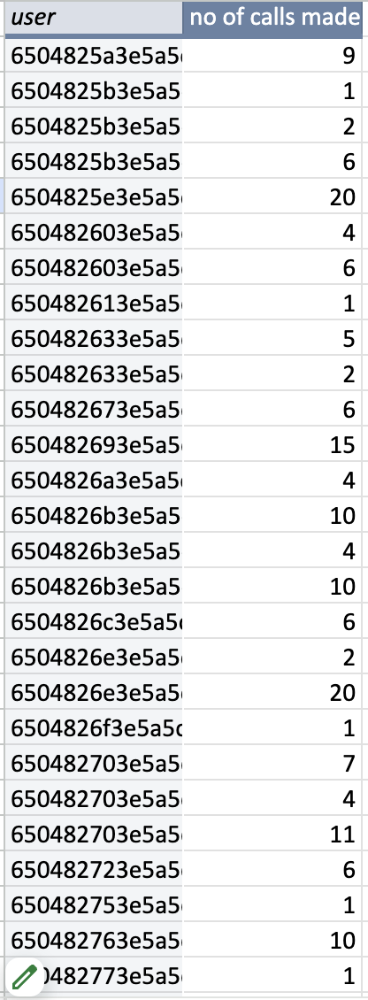 user no of calls made
6504825a3e5a5 9
6504825b3e5a5 1
6504825b3e5a5 2
6504825b3e5a5 6
6504825e3e5a5 20
650482603e5a5 4
650482603e5a5 6
650482613e5a5 1
650482633e5a5 5
650482633e5a5 2
650482673e5a5 6
650482693e5a5 15
6504826a3e5a5 4
6504826b3e5a5 10
6504826b3e5a5 4
6504826b3e5a5 10
6504826c3e5a5 6
6504826e3e5a5 2
6504826e3e5a5 20
6504826f3e5a5 1
650482703e5a5 7
650482703e5a5 4
650482703e5a5 11
650482723e5a5 6
650482753e5a5 1
650482763e5a5 10
0482773e5a5 1